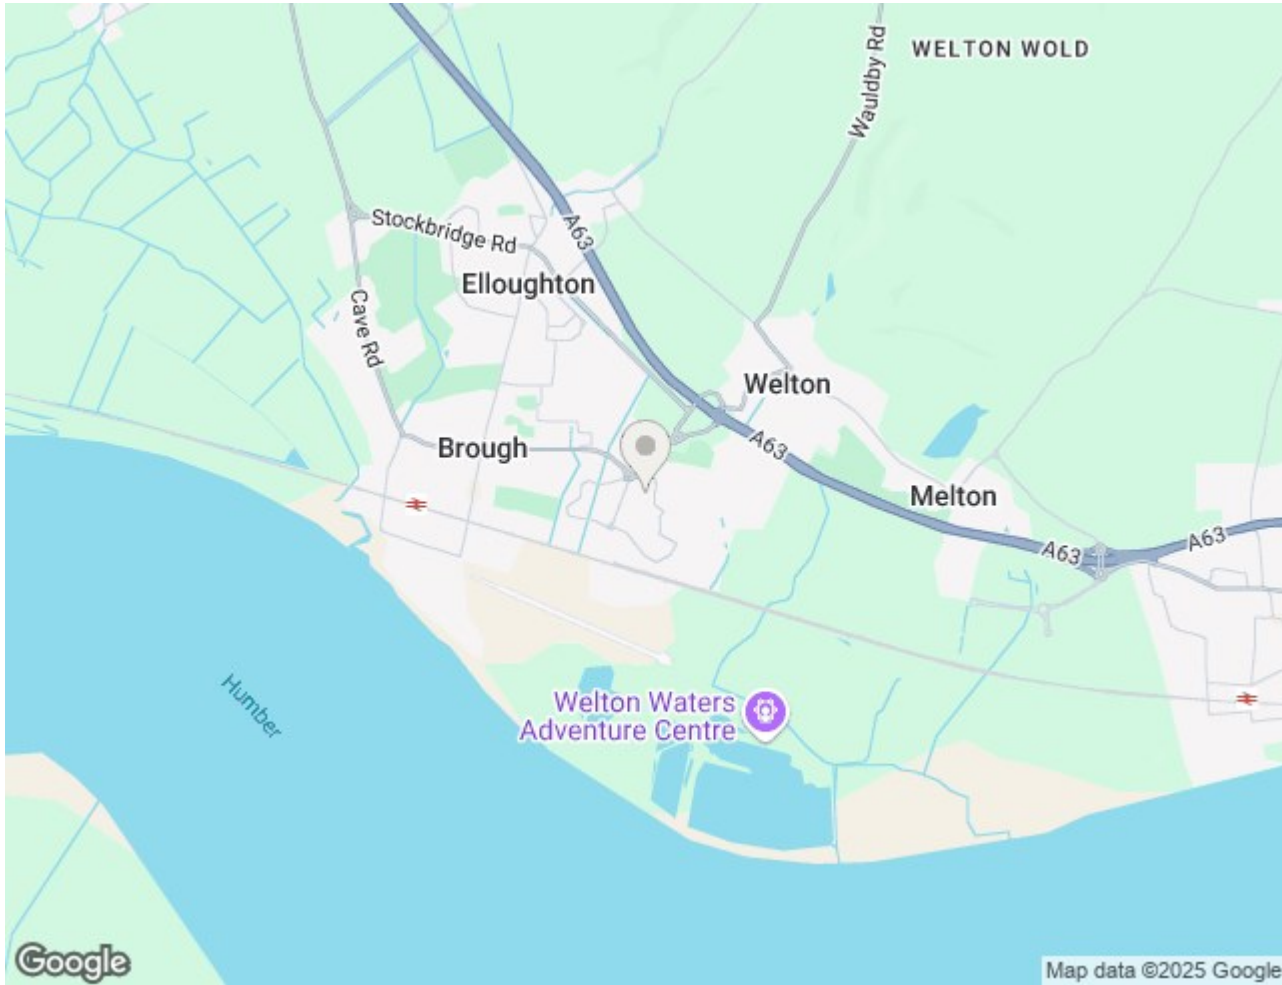 WELTON WOLD
Wauldby Rd
Stockbridge Rd
A63
Elloughton
Cave Rd
Welton
Brough
A63
Melton
A63
A63
Humber
Welton Waters
Adventure Centre
Google
Map data ©2025 Google